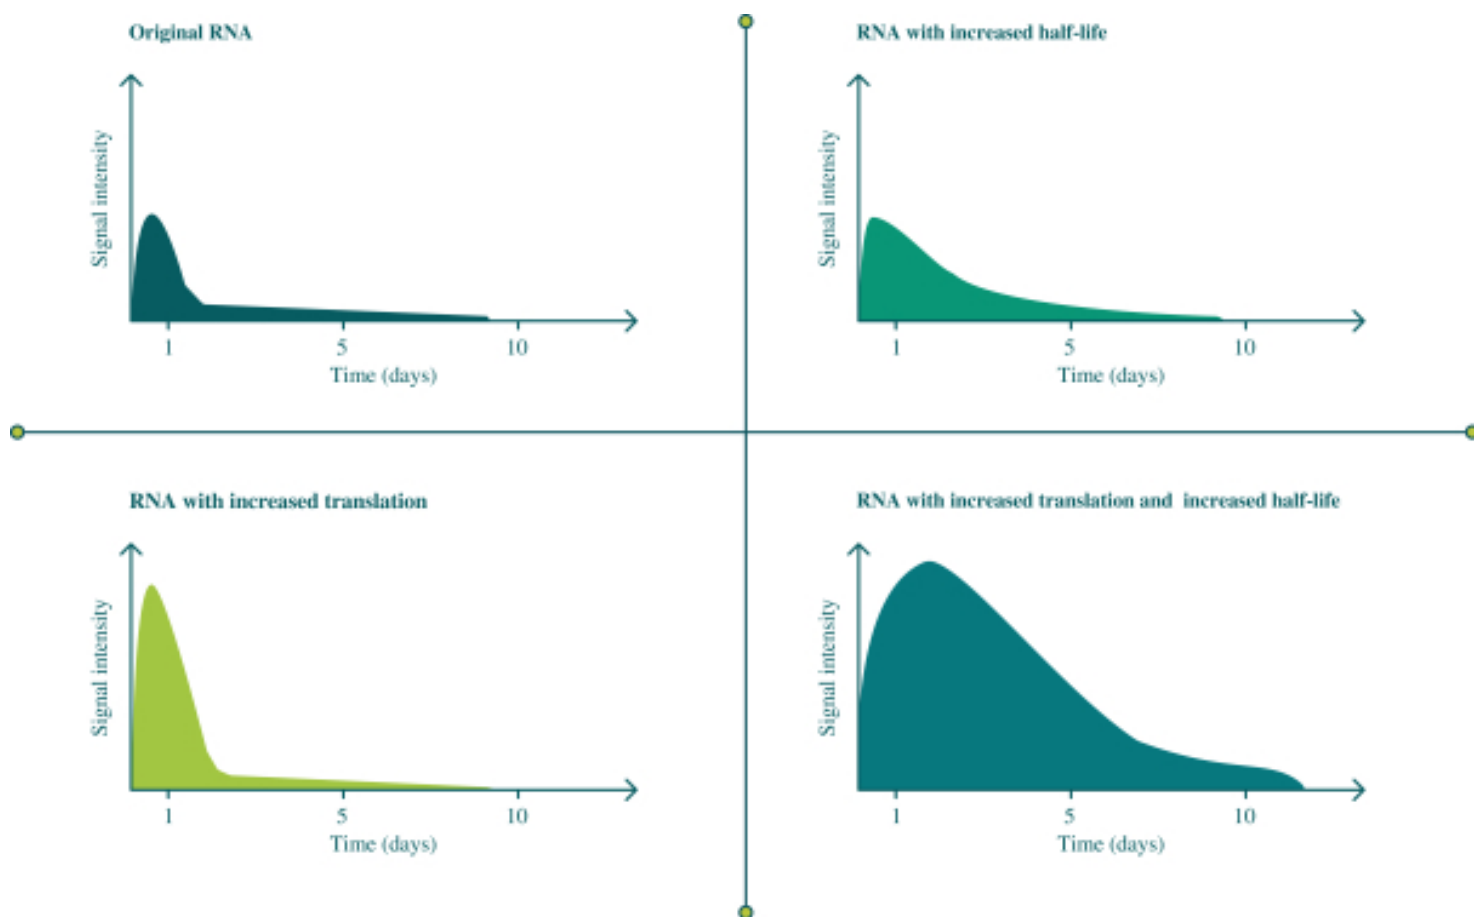 Original RNA
Signal intensity
1 5 10
Time (days)
RNA with increased half-life
Signal intensity
1 5 10
Time (days)
RNA with increased translation
Signal intensity
1 5 10
Time (days)
RNA with increased translation and increased half-life
Signal intensity
1 5 10
Time (days)